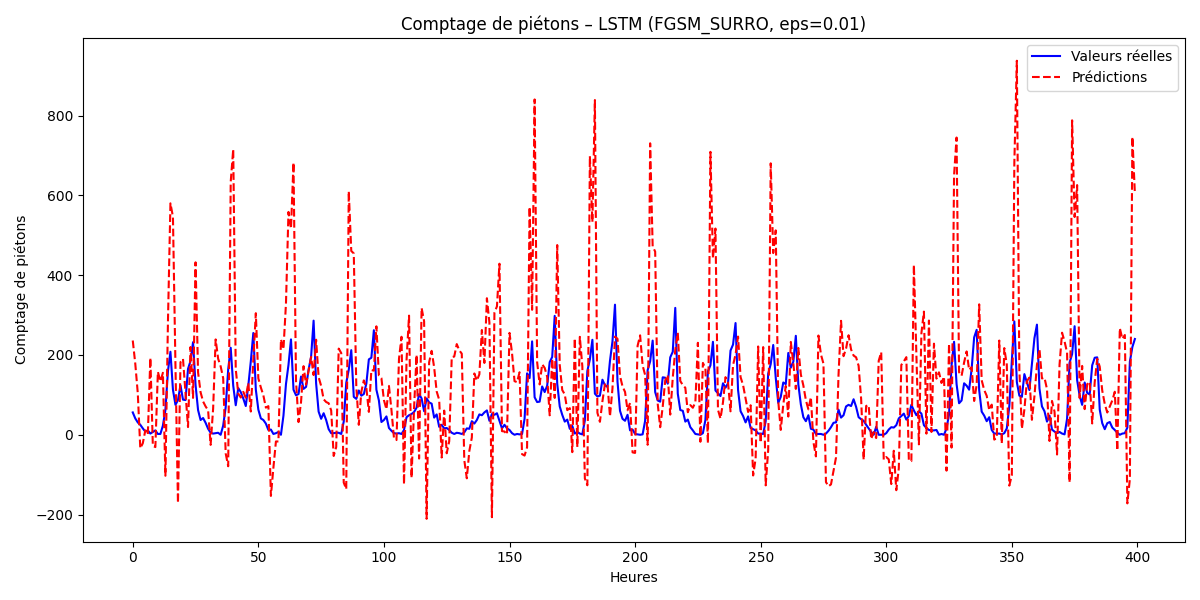 Comptage de piétons – LSTM (FGSM_SURRO, eps=0.01)
Valeurs réelles
Prédictions
800
600
400
200
0
−200
Comptage de piétons
0 50 100 150 200 250 300 350 400
Heures